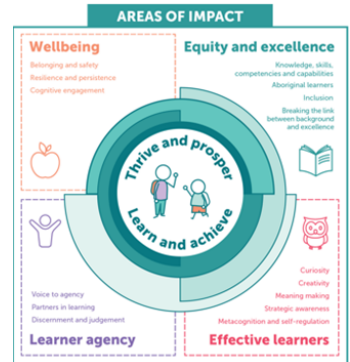 AREAS OF IMPACT
Wellbeing
Belonging and safety
Resilience and persistence
Cognitive engagement
Equity and excellence
Knowledge, skills,
competencies and capabilities
Aboriginal learners
Inclusion
Breaking the link
between background
and excellence
Thrive and prosper
Learn and achieve
Voice to agency
Partners in learning
Discernment and judgement
Learner agency
Curiosity
Creativity
Meaning making
Strategic awareness
Metacognition and self-regulation
Effective learners